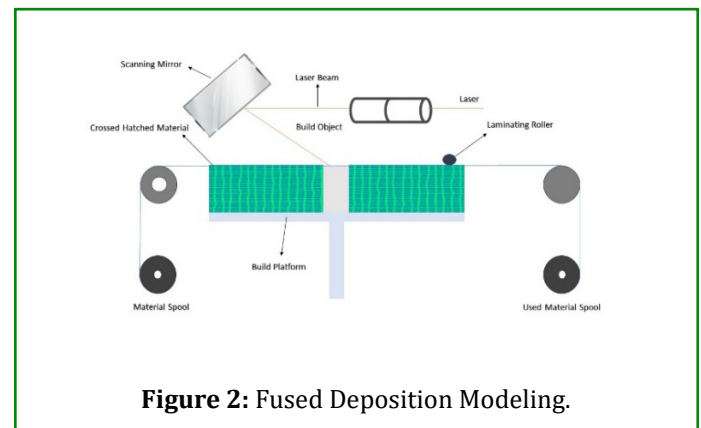 Scanning Mirror
Laser Beam
Laser
Build Object
Crossed Hatched Material
Laminating Roller
Build Platform
Material Spool
Used Material Spool
Figure 2: Fused Deposition Modeling.